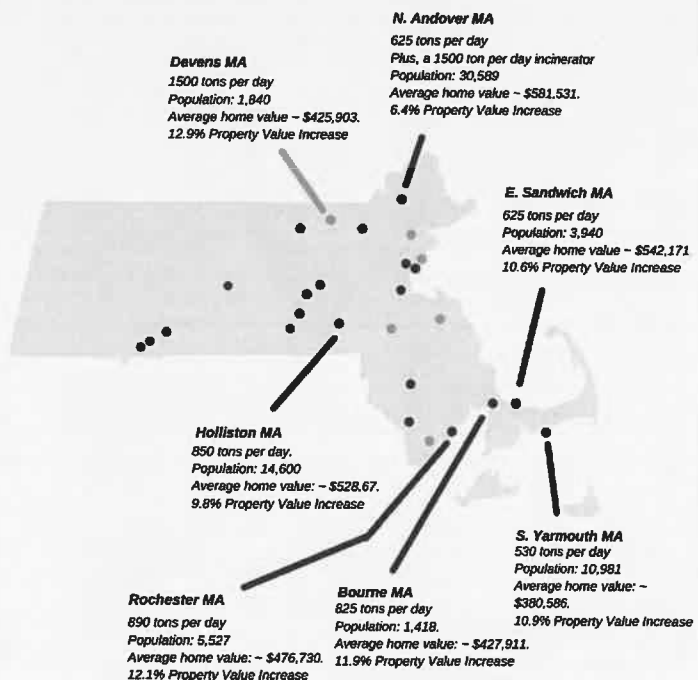 N. Andover MA
625 tons per day
Plus, a 1500 ton per day incinerator
Population: 30,589
Average home value ~ $581.531.
6.4% Property Value Increase
Devens MA
1500 tons per day
Population: 1,840
Average home value ~ $425,903.
12.9% Property Value Increase
E. Sandwich MA
625 tons per day
Population: 3,940
Average home value ~ $542,171
10.6% Property Value Increase
Holliston MA
850 tons per day.
Population: 14,600
Average home value: ~ $528.67.
9.8% Property Value Increase
S. Yarmouth MA
530 tons per day
Population: 10,981
Average home value: ~
$380,586.
10.9% Property Value Increase
Rochester MA
890 tons per day
Population: 5,527
Average home value: ~ $476,730.
12.1% Property Value Increase
Bourne MA
825 tons per day
Population: 1,418.
Average home value: ~ $427,911.
11.9% Property Value Increase